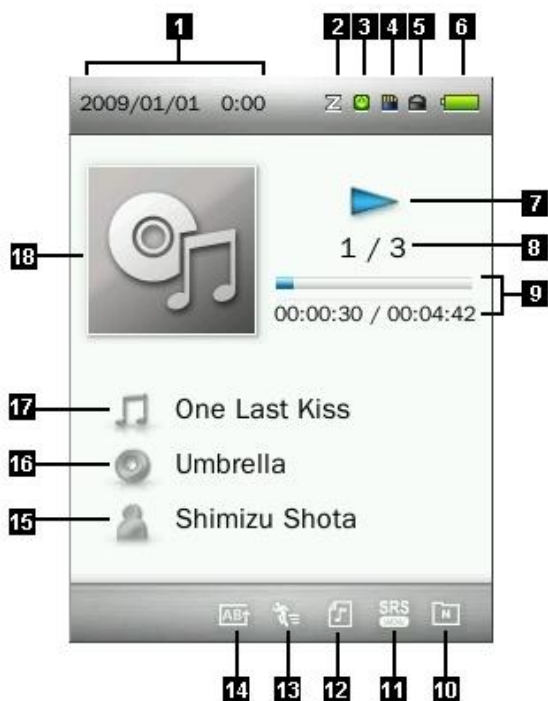 1 2 3 4 5 6
2009/01/01 0:00 Z
7
1 / 3 8
18
9
00:00:30 / 00:04:42
17 One Last Kiss
16 Umbrella
15 Shimizu Shota
AB SRS N
WOW
14 13 12 11 10